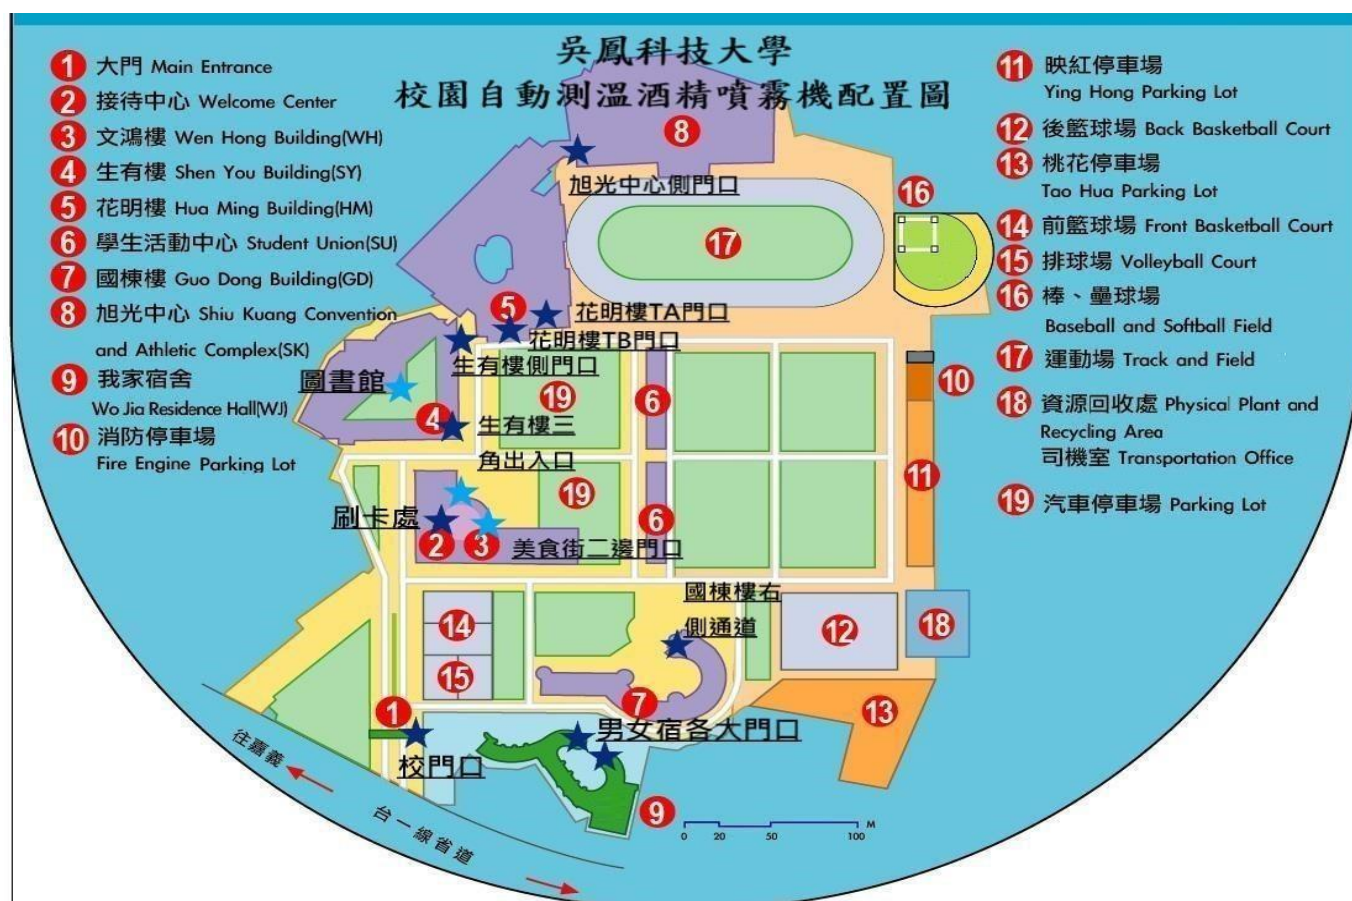 吳鳳科技大學
校園自動測溫酒精噴霧機配置圖
1 大門 Main Entrance
2 接待中心 Welcome Center
3 文鴻樓 Wen Hong Building(WH)
4 生有樓 Shen You Building(SY)
5 花明樓 Hua Ming Building(HM)
6 學生活動中心 Student Union(SU)
7 國棟樓 Guo Dong Building(GD)
8 旭光中心 Shiu Kuang Convention
and Athletic Complex(SK)
9 我家宿舍
Wo Jia Residence Hall(WJ)
10 消防停車場
Fire Engine Parking Lot
11 映紅停車場
Ying Hong Parking Lot
12 後籃球場 Back Basketball Court
13 桃花停車場
Tao Hua Parking Lot
14 前籃球場 Front Basketball Court
15 排球場 Volleyball Court
16 棒、壘球場
Baseball and Softball Field
17 運動場 Track and Field
18 資源回收處 Physical Plant and
Recycling Area
司機室 Transportation Office
19 汽車停車場 Parking Lot
8
旭光中心側門口
16
17
5
花明樓TA門口
花明樓TB門口
生有樓側門口
圖書館
19
6
10
4
生有樓三
角出入口
19
11
刷卡處
2
3
美食街二邊門口
6
國棟樓右
側通道
14
12
18
15
7
13
1
男女宿各大門口
校門口
往嘉義
台一線省道
9
0 20 50 100 M